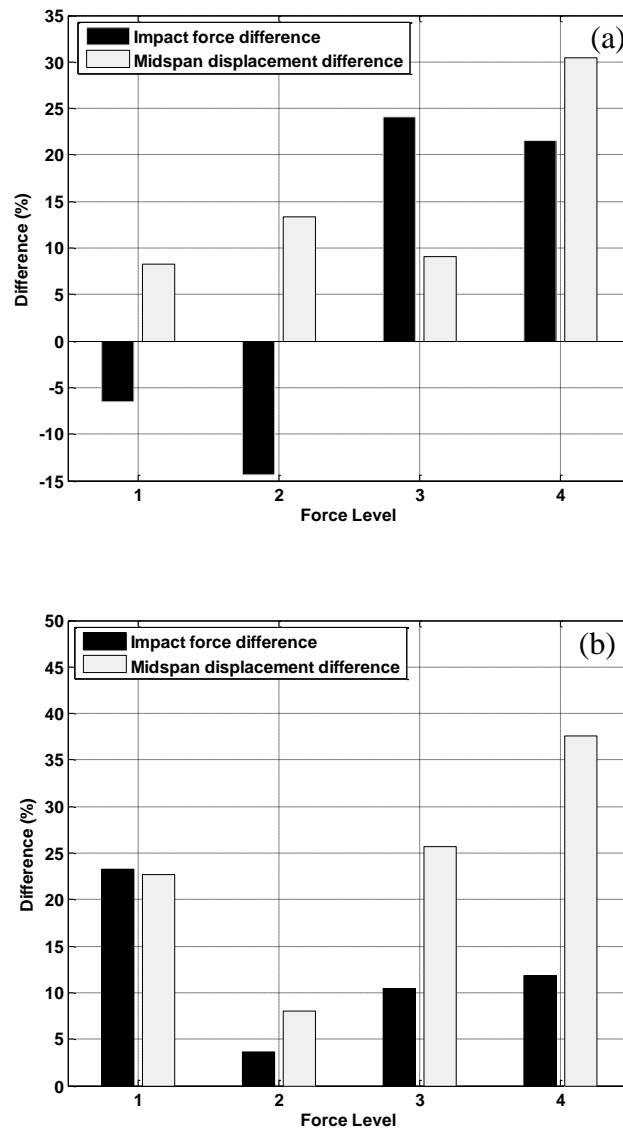 35
30
25
20
15
10
5
0
-5
-10
-15
Difference (%)
Impact force difference
Midspan displacement difference
(a)
1 2 3 4
Force Level
50
45
40
35
30
25
20
15
10
5
0
Difference (%)
Impact force difference
Midspan displacement difference
(b)
1 2 3 4
Force Level